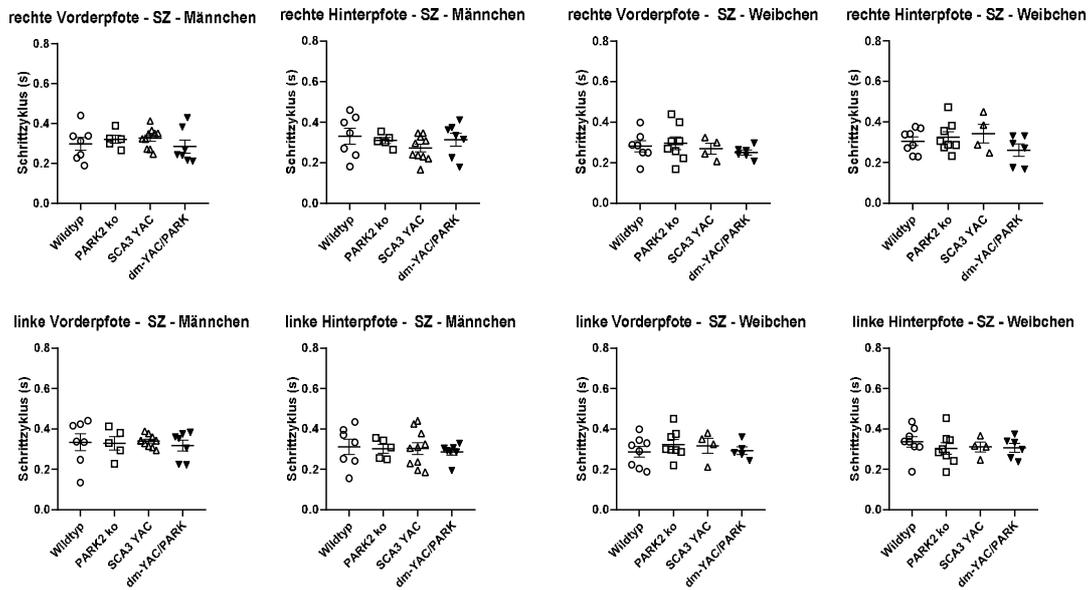 rechte Vorderpfote - SZ - Männchen
0.8
0.6
0.4
0.2
0.0
Schrittzyklus (s)
Wildtyp
PARK2 ko
SCA3 YAC
dm-YAC/PARK
rechte Hinterpfote - SZ - Männchen
0.8
0.6
0.4
0.2
0.0
Schrittzyklus (s)
Wildtyp
PARK2 ko
SCA3 YAC
dm-YAC/PARK
rechte Vorderpfote - SZ - Weibchen
0.8
0.6
0.4
0.2
0.0
Schrittzyklus (s)
Wildtyp
PARK2 ko
SCA3 YAC
dm-YAC/PARK
rechte Hinterpfote - SZ - Weibchen
0.8
0.6
0.4
0.2
0.0
Schrittzyklus (s)
Wildtyp
PARK2 ko
SCA3 YAC
dm-YAC/PARK
linke Vorderpfote - SZ - Männchen
0.8
0.6
0.4
0.2
0.0
Schrittzyklus (s)
Wildtyp
PARK2 ko
SCA3 YAC
dm-YAC/PARK
linke Hinterpfote - SZ - Männchen
0.8
0.6
0.4
0.2
0.0
Schrittzyklus (s)
Wildtyp
PARK2 ko
SCA3 YAC
dm-YAC/PARK
linke Vorderpfote - SZ - Weibchen
0.8
0.6
0.4
0.2
0.0
Schrittzyklus (s)
Wildtyp
PARK2 ko
SCA3 YAC
dm-YAC/PARK
linke Hinterpfote - SZ - Weibchen
0.8
0.6
0.4
0.2
0.0
Schrittzyklus (s)
Wildtyp
PARK2 ko
SCA3 YAC
dm-YAC/PARK